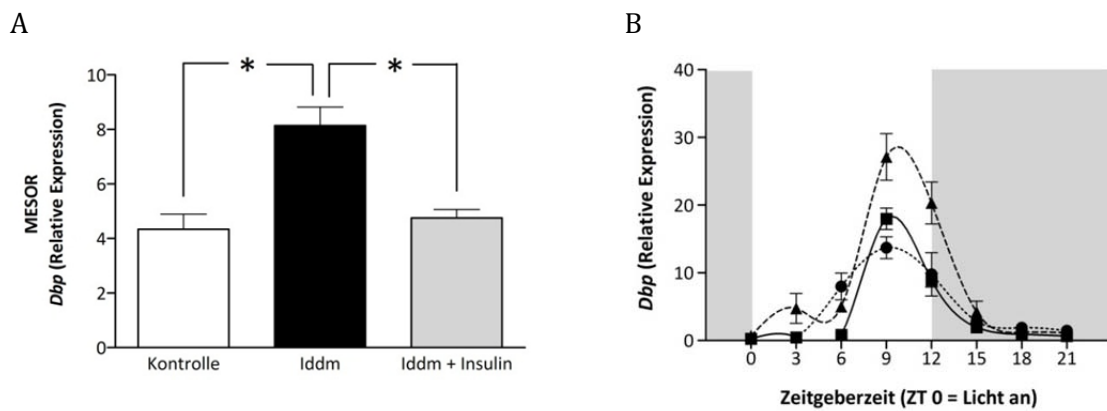 A
B
* *
10
8
6
4
2
0
MESOR
Dbp (Relative Expression)
Kontrolle Iddm Iddm + Insulin
40
30
20
10
0
Dbp (Relative Expression)
0 3 6 9 12 15 18 21
Zeitgeberzeit (ZT 0 = Licht an)